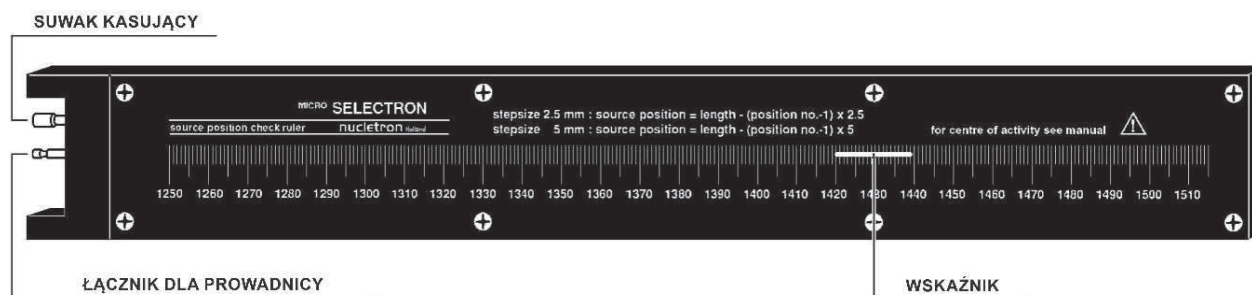 SUWAK KASUJĄCY
MICRO SELECTRON
source position check ruler nucletron Holland
stepsize 2.5 mm : source position = length - (position no.-1) x 2.5
stepsize 5 mm : source position = length - (position no.-1) x 5
for centre of activity see manual
1250 1260 1270 1280 1290 1300 1310 1320 1330 1340 1350 1360 1370 1380 1390 1400 1410 1420 1430 1440 1450 1460 1470 1480 1490 1500 1510
ŁĄCZNIK DLA PROWADNICY
WSKAŹNIK